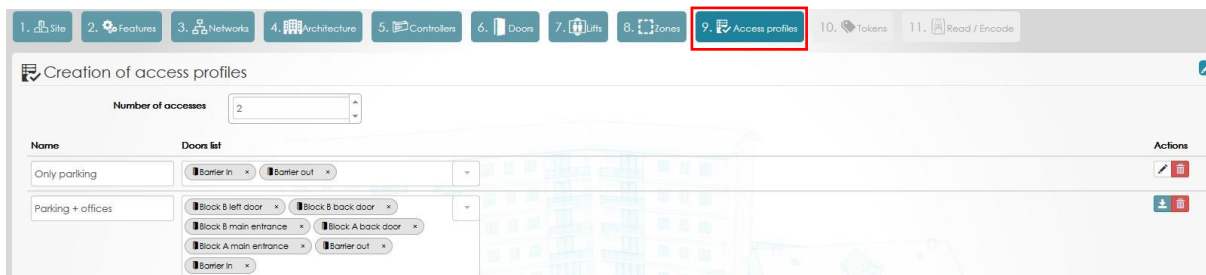 1. Site 2. Features 3. Networks 4. Architecture 5. Controllers 6. Doors 7. Lifts 8. Zones 9. Access profiles 10. Tokens 11. Read / Encode
Creation of access profiles
Number of accesses 2
Name Doors list Actions
Only parlking Barrier In × Barrier out ×
Parking + offices Block B left door × Block B back door ×
Block B main entrance × Block A back door ×
Block A main entrance × Barrier out ×
Barrier In ×